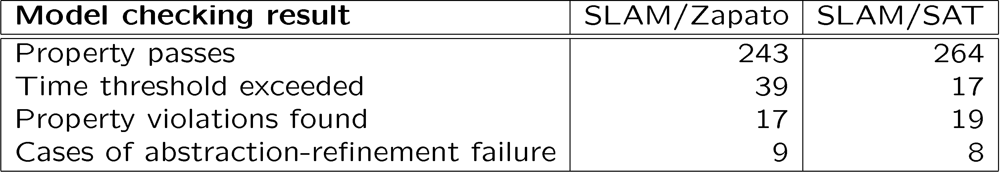 Model checking result SLAM/Zapato SLAM/SAT
Property passes 243 264
Time threshold exceeded 39 17
Property violations found 17 19
Cases of abstraction-refinement failure 9 8